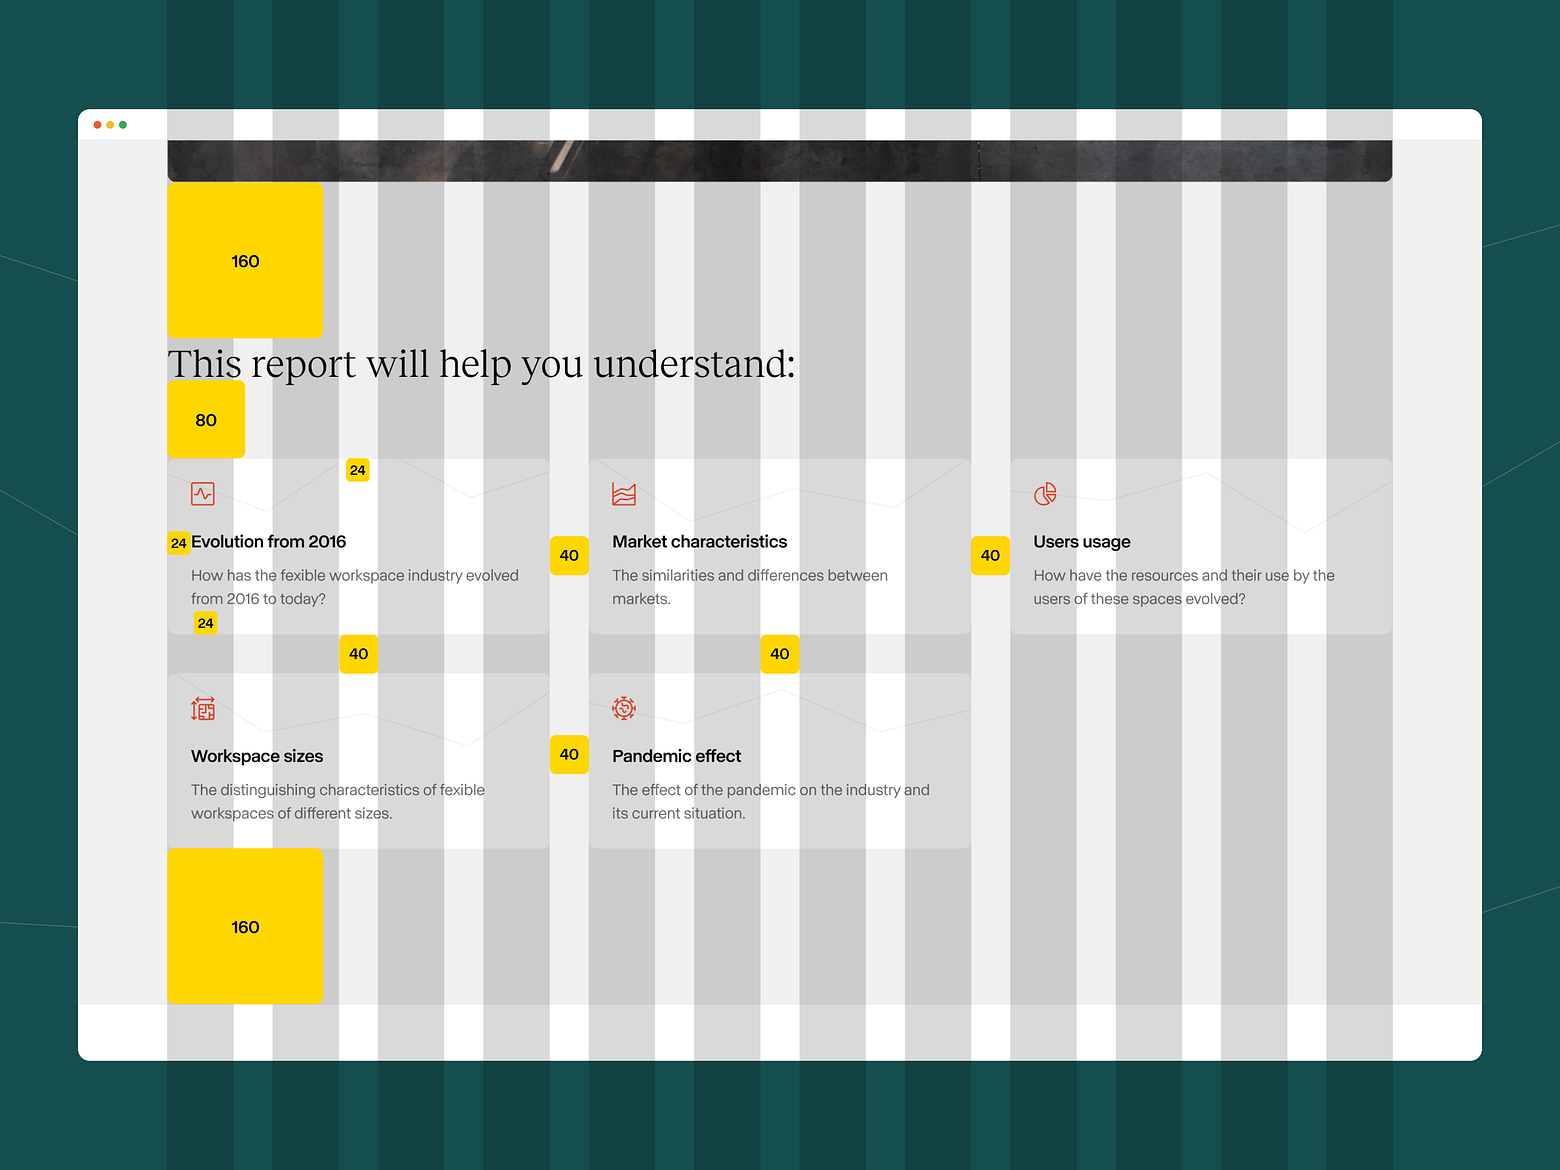 160
This report will help you understand:
80
24
24
Evolution from 2016
How has the fexible workspace industry evolved
from 2016 to today?
24
40
Market characteristics
The similarities and differences between
markets.
40
Users usage
How have the resources and their use by the
users of these spaces evolved?
40
40
Workspace sizes
The distinguishing characteristics of fexible
workspaces of different sizes.
40
Pandemic effect
The effect of the pandemic on the industry and
its current situation.
160